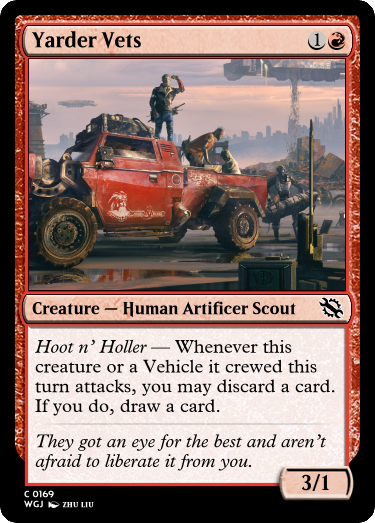 Yarder Vets 1
Creature — Human Artificer Scout
Hoot n' Holler — Whenever this
creature or a Vehicle it crewed this
turn attacks, you may discard a card.
If you do, draw a card.
They got an eye for the best and aren't
afraid to liberate it from you.
3/1
C 0169
WGJ ZHU LIU